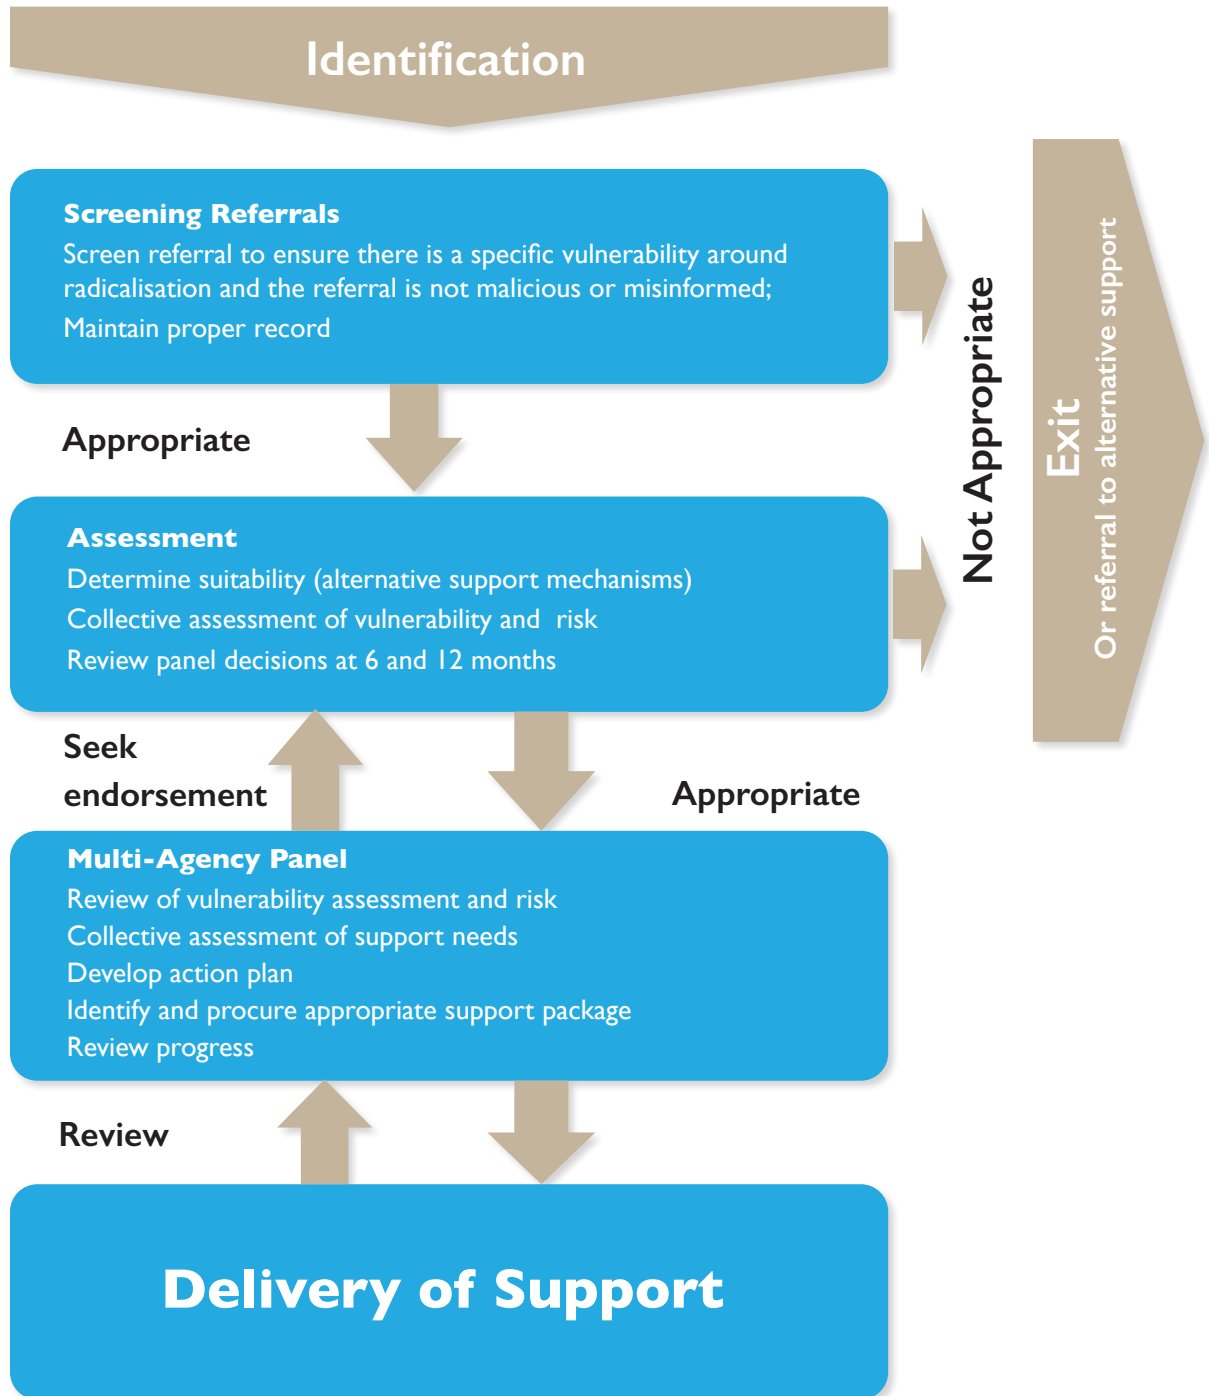 Identification
Screening Referrals
Screen referral to ensure there is a specific vulnerability around
radicalisation and the referral is not malicious or misinformed;
Maintain proper record
Appropriate
Not Appropriate
Exit
Or referral to alternative support
Assessment
Determine suitability (alternative support mechanisms)
Collective assessment of vulnerability and risk
Review panel decisions at 6 and 12 months
Seek
endorsement
Appropriate
Multi-Agency Panel
Review of vulnerability assessment and risk
Collective assessment of support needs
Develop action plan
Identify and procure appropriate support package
Review progress
Review
Delivery of Support